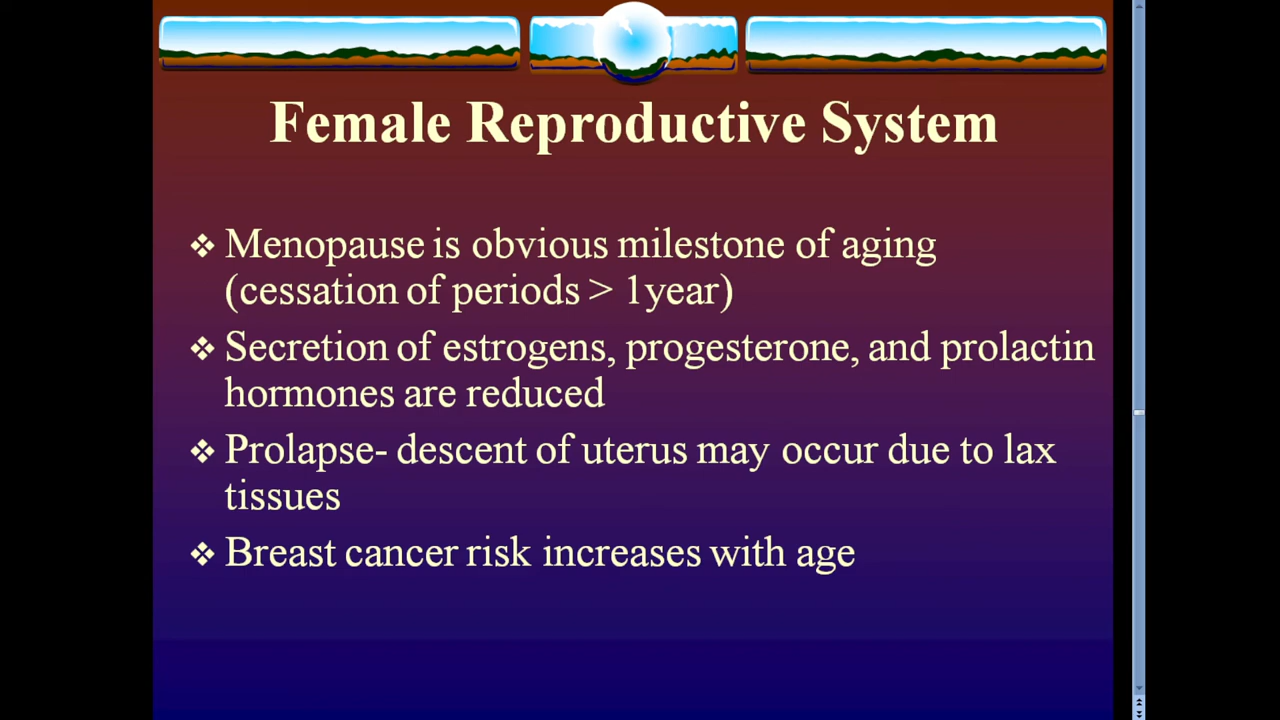 Female Reproductive System
❖ Menopause is obvious milestone of aging
(cessation of periods > 1year)
❖ Secretion of estrogens, progesterone, and prolactin
hormones are reduced
❖ Prolapse- descent of uterus may occur due to lax
tissues
❖ Breast cancer risk increases with age